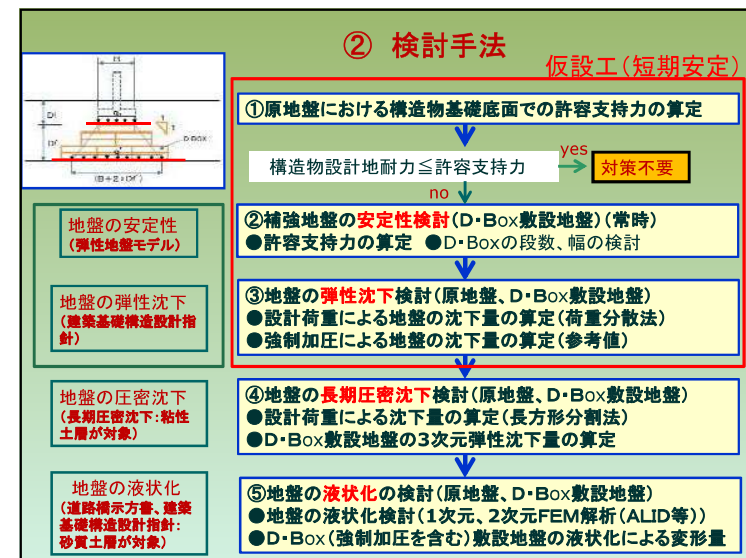 ② 検討手法
仮設工(短期安定)
D-BOX
(B+2×Df')
①原地盤における構造物基礎底面での許容支持力の算定
構造物設計地耐力≦許容支持力
yes
対策不要
no
地盤の安定性
(弾性地盤モデル)
②補強地盤の安定性検討(D・Box敷設地盤)(常時)
●許容支持力の算定 ●D・Boxの段数、幅の検討
地盤の弾性沈下
(建築基礎構造設計指
針)
③地盤の弾性沈下検討(原地盤、D・Box敷設地盤)
●設計荷重による地盤の沈下量の算定(荷重分散法)
●強制加圧による地盤の沈下量の算定(参考値)
地盤の圧密沈下
(長期圧密沈下:粘性
土層が対象)
④地盤の長期圧密沈下検討(原地盤、D・Box敷設地盤)
●設計荷重による沈下量の算定(長方形分割法)
●D・Box敷設地盤の3次元弾性沈下量の算定
地盤の液状化
(道路橋示方書、建築
基礎構造設計指針:
砂質土層が対象)
⑤地盤の液状化の検討(原地盤、D・Box敷設地盤)
●地盤の液状化検討(1次元、2次元FEM解析(ALID等))
●D・Box(強制加圧を含む)敷設地盤の液状化による変形量